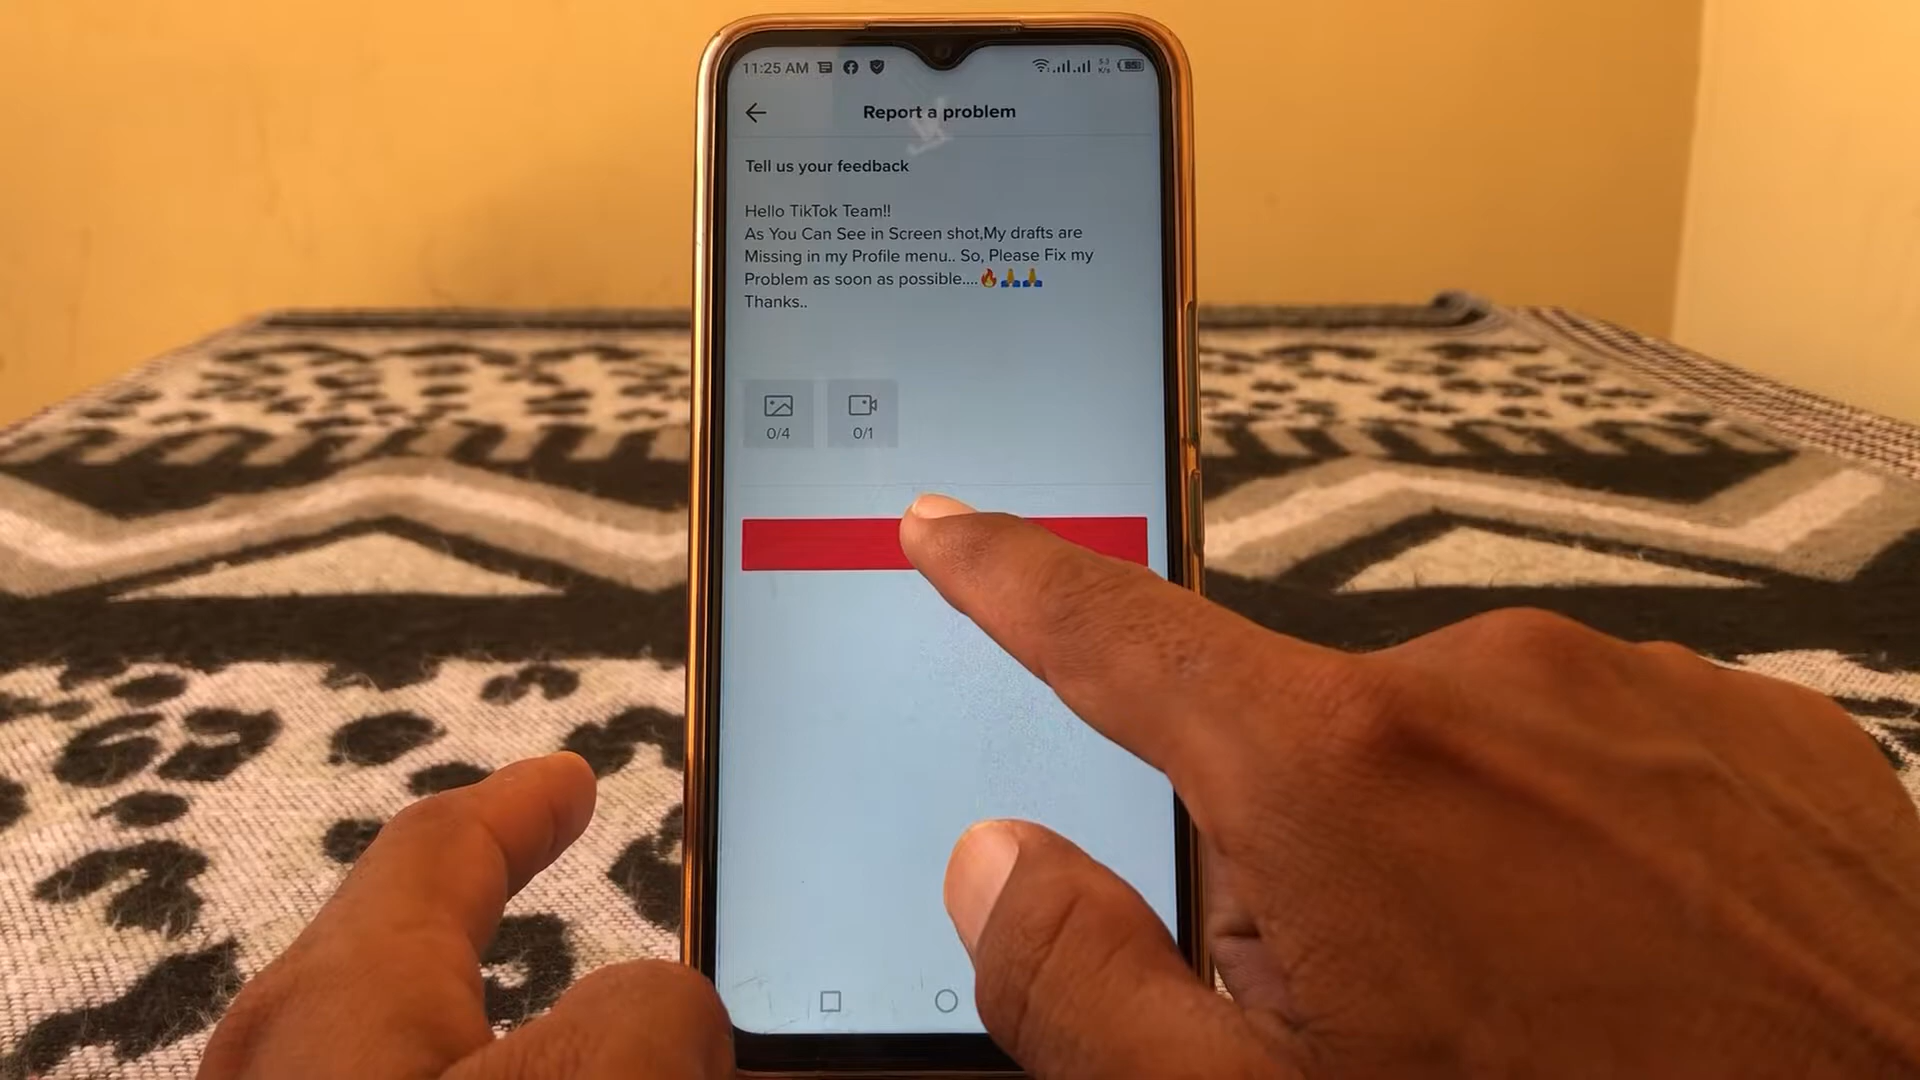 11:25 AM
Report a problem
Tell us your feedback
Hello TikTok Team!!
As You Can See in Screen shot,My drafts are
Missing in my Profile menu.. So, Please Fix my
Problem as soon as possible....🔥🙏🙏
Thanks..
0/4 0/1